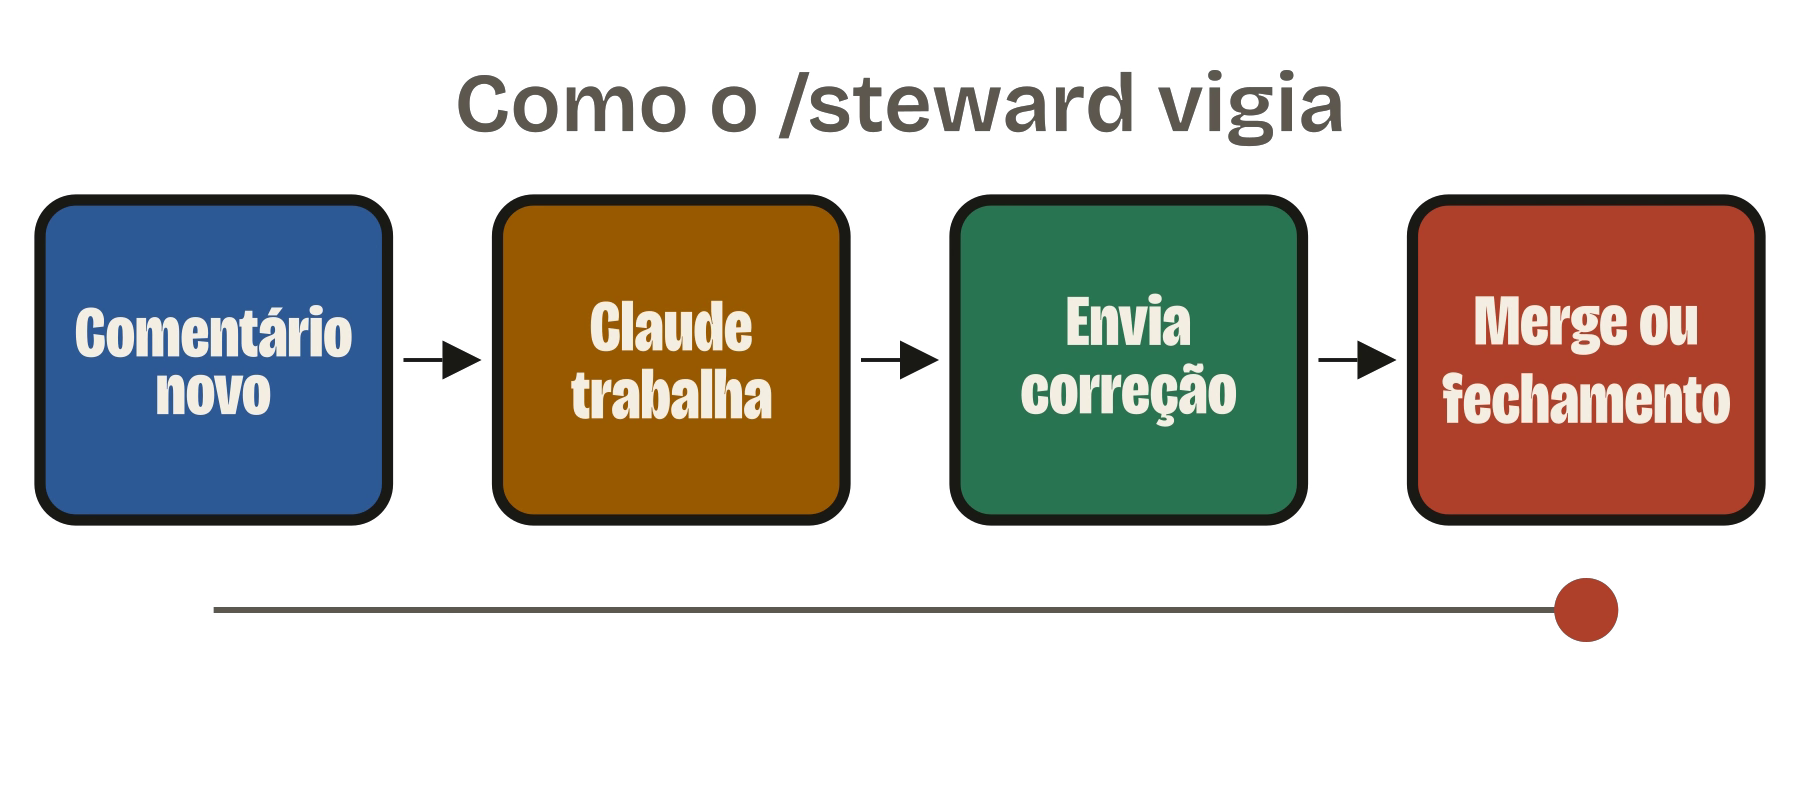 Como o /steward vigia
Comentário
novo
Claude
trabalha
Envia
correção
Merge ou
fechamento